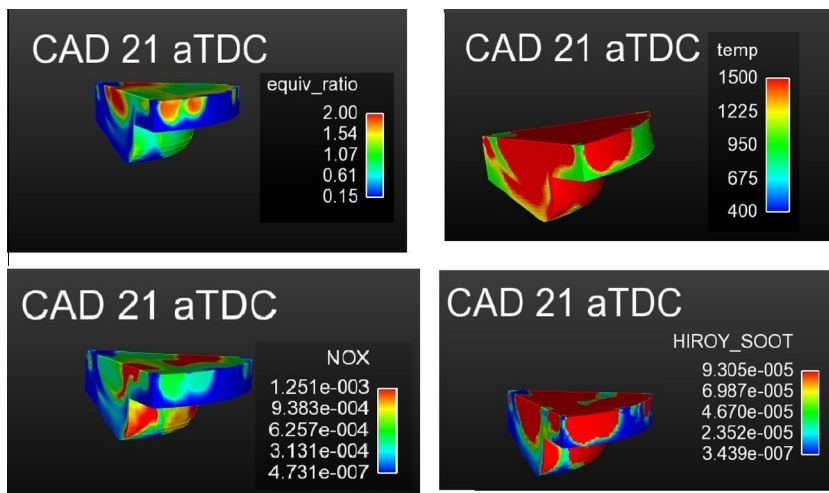 CAD 21 aTDC
equiv_ratio
2.00
1.54
1.07
0.61
0.15
CAD 21 aTDC
temp
1500
1225
950
675
400
CAD 21 aTDC
NOX
1.251e-003
9.383e-004
6.257e-004
3.131e-004
4.731e-007
CAD 21 aTDC
HIROY_SOOT
9.305e-005
6.987e-005
4.670e-005
2.352e-005
3.439e-007